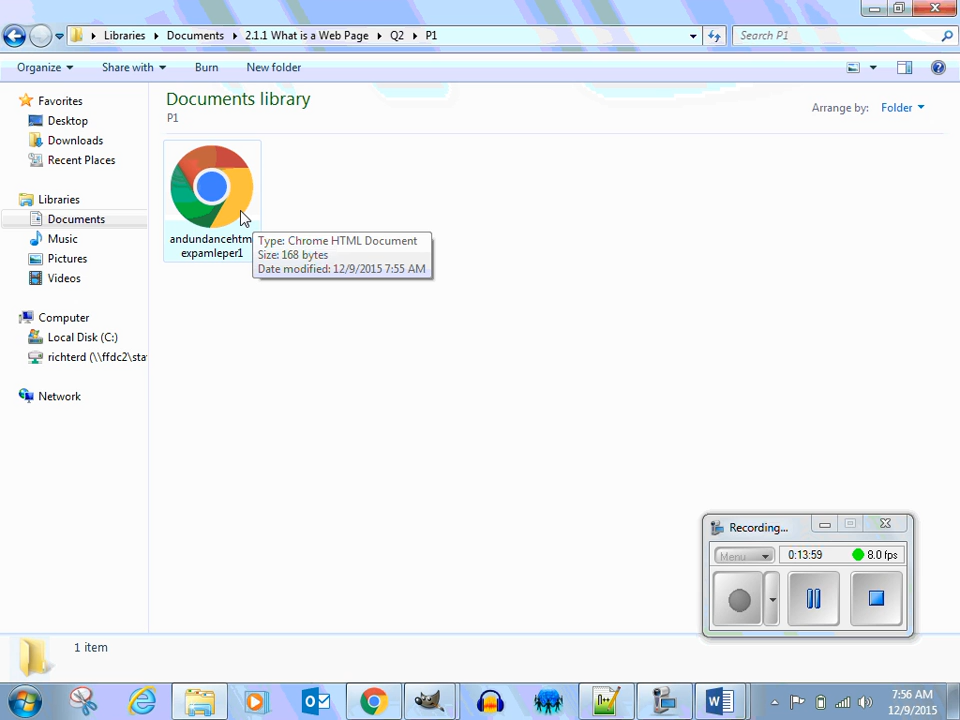 Libraries Documents 2.1.1 What is a Web Page Q2 P1
Search P1
Organize Share with Burn New folder
Favorites
Desktop
Downloads
Recent Places
Libraries
Documents
Music
Pictures
Videos
Computer
Local Disk (C:)
richterd (\\ffdc2\sta
Network
Documents library
P1
Arrange by: Folder
andundancehtm
expamleper1
Type: Chrome HTML Document
Size: 168 bytes
Date modified: 12/9/2015 7:55 AM
Recording...
Menu 0:13:59 8.0 fps
1 item
7:56 AM
12/9/2015